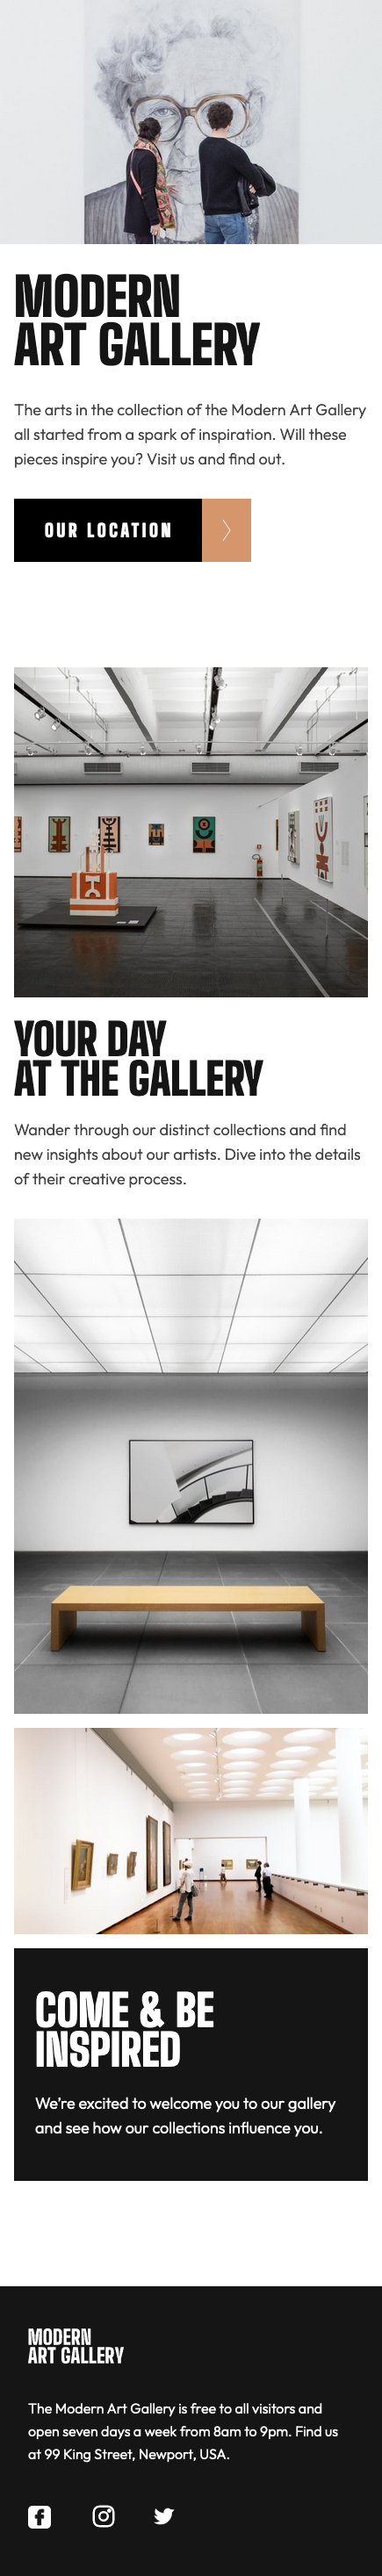 MODERN
ART GALLERY
The arts in the collection of the Modern Art Gallery
all started from a spark of inspiration. Will these
pieces inspire you? Visit us and find out.
OUR LOCATION
YOUR DAY
AT THE GALLERY
Wander through our distinct collections and find
new insights about our artists. Dive into the details
of their creative process.
COME & BE
INSPIRED
We’re excited to welcome you to our gallery
and see how our collections influence you.
MODERN
ART GALLERY
The Modern Art Gallery is free to all visitors and
open seven days a week from 8am to 9pm. Find us
at 99 King Street, Newport, USA.